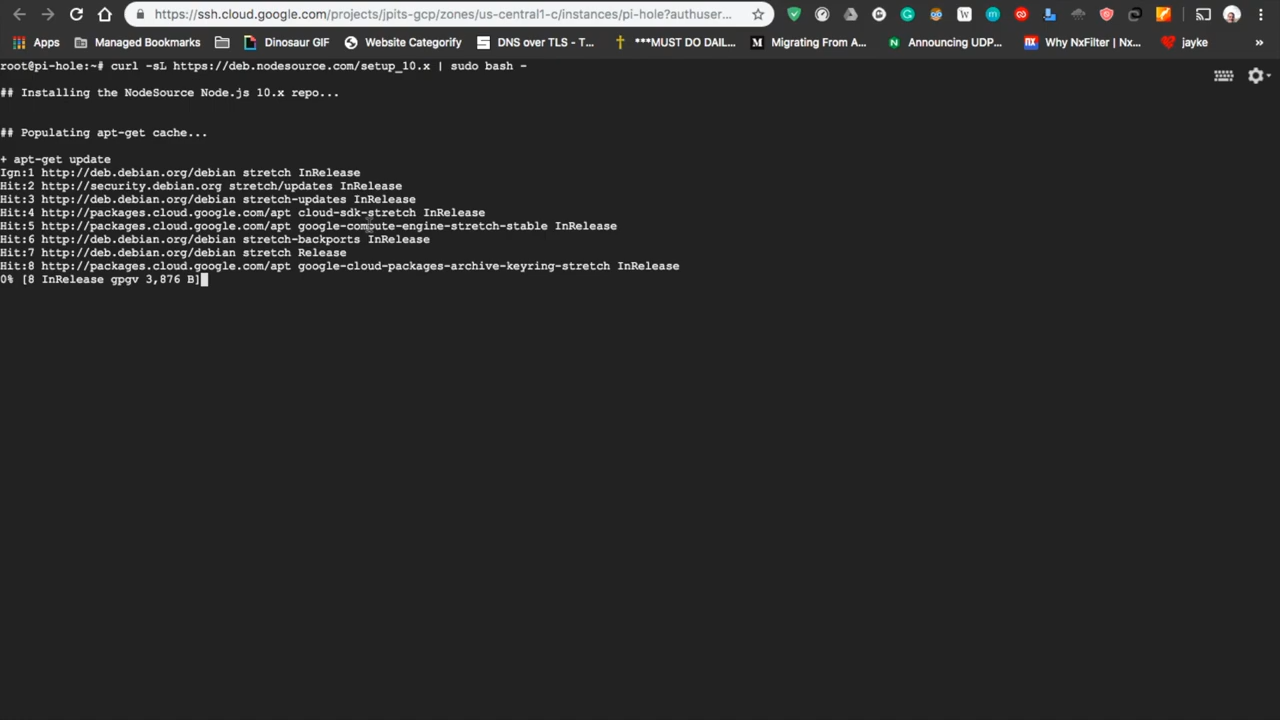 https://ssh.cloud.google.com/projects/jpits-gcp/zones/us-central1-c/instances/pi-hole?authuser...
Apps Managed Bookmarks Dinosaur GIF Website Categorify DNS over TLS - T... ***MUST DO DAIL... Migrating From A... Announcing UDP... Why NxFilter | Nx... jayke »
root@pi-hole:~# curl -sL https://deb.nodesource.com/setup_10.x | sudo bash -
## Installing the NodeSource Node.js 10.x repo...
## Populating apt-get cache...
+ apt-get update
Ign:1 http://deb.debian.org/debian stretch InRelease
Hit:2 http://security.debian.org stretch/updates InRelease
Hit:3 http://deb.debian.org/debian stretch-updates InRelease
Hit:4 http://packages.cloud.google.com/apt cloud-sdk-stretch InRelease
Hit:5 http://packages.cloud.google.com/apt google-compute-engine-stretch-stable InRelease
Hit:6 http://deb.debian.org/debian stretch-backports InRelease
Hit:7 http://deb.debian.org/debian stretch Release
Hit:8 http://packages.cloud.google.com/apt google-cloud-packages-archive-keyring-stretch InRelease
0% [8 InRelease gpgv 3,876 B]